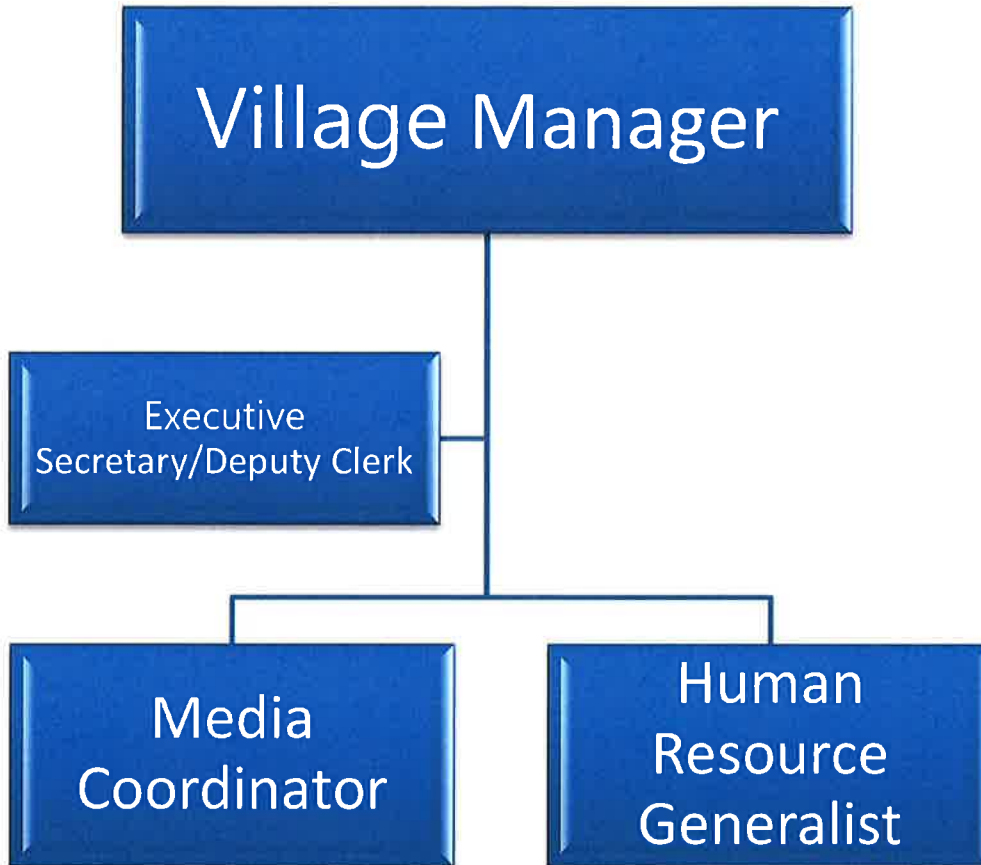 Village Manager
Executive
Secretary/Deputy Clerk
Media
Coordinator
Human
Resource
Generalist